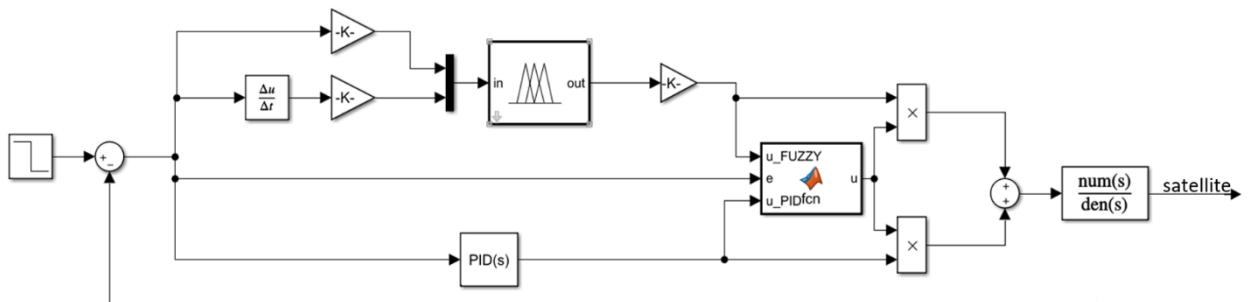 -K-
Δu
Δt
-K-
in
out
-K-
×
+
−
u_FUZZY
e
u_PID
fcn
u
num(s)
den(s)
satellite
+
+
PID(s)
×